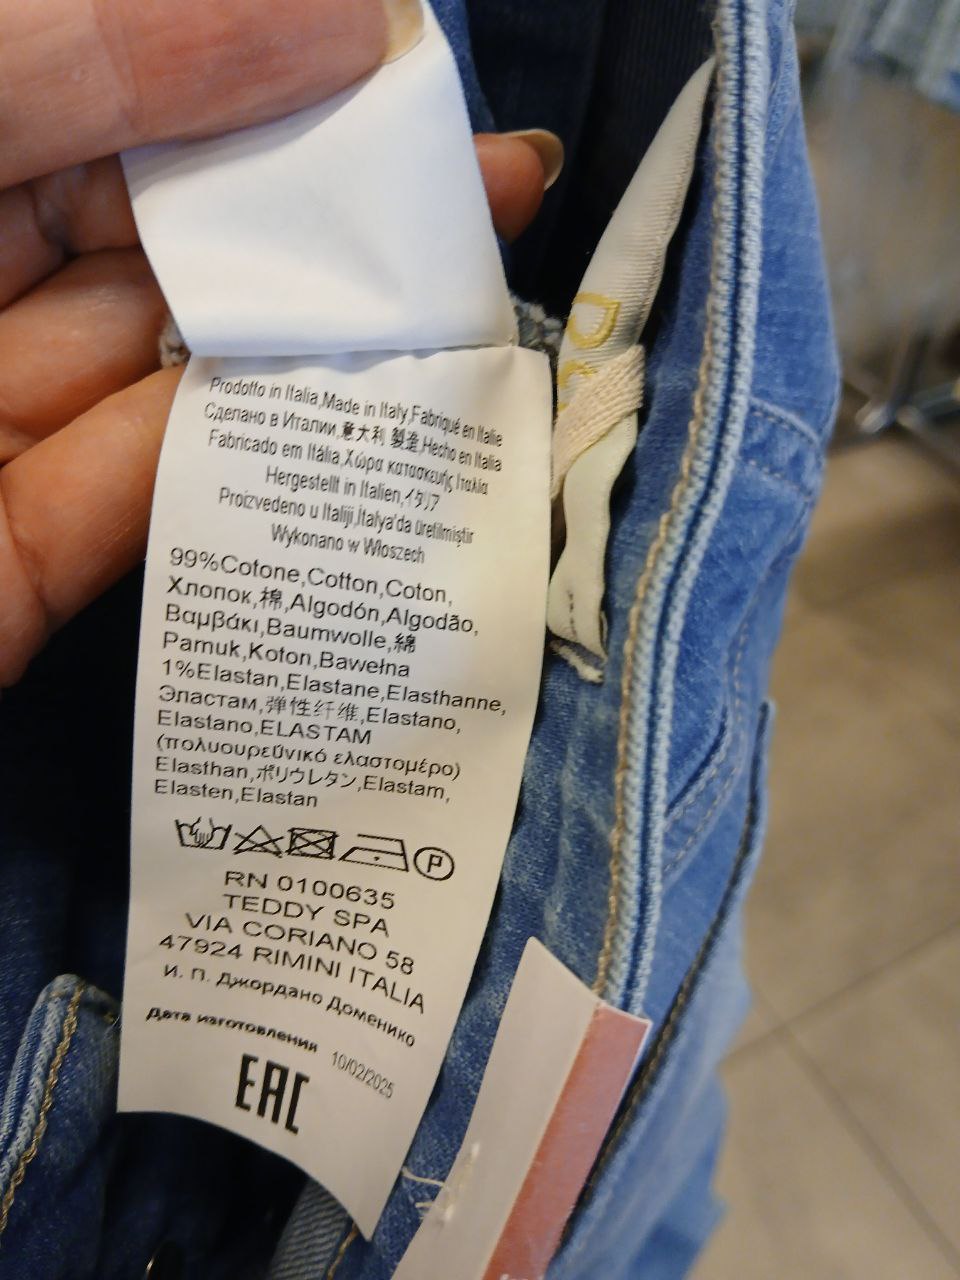 Prodotto in Italia,Made in Italy,Fabriqué en Italie
Сделано в Италии,意大利 製造,Hecho en Italia
Fabricado em Itália,Χώρα κατασκευής Ιταλία
Hergestellt in Italien,イタリア
Proizvedeno u Italiji,İtalya'da üretilmiştir
Wykonano w Włoszech
99%Cotone,Cotton,Coton,
Хлопок,棉,Algodón,Algodão,
Βαμβάκι,Baumwolle,綿
Pamuk,Koton,Bawełna
1%Elastan,Elastane,Elasthanne,
Эластам,弹性纤维,Elastano,
Elastano,ELASTAM
(πολυουρεθνικό ελαστομέρο)
Elasthan,ポリウレタン,Elastam,
Elasten,Elastan
P
RN 0100635
TEDDY SPA
VIA CORIANO 58
47924 RIMINI ITALIA
И. П. Джордано Доменико
Дата изготовления 10/02/2025
EAC